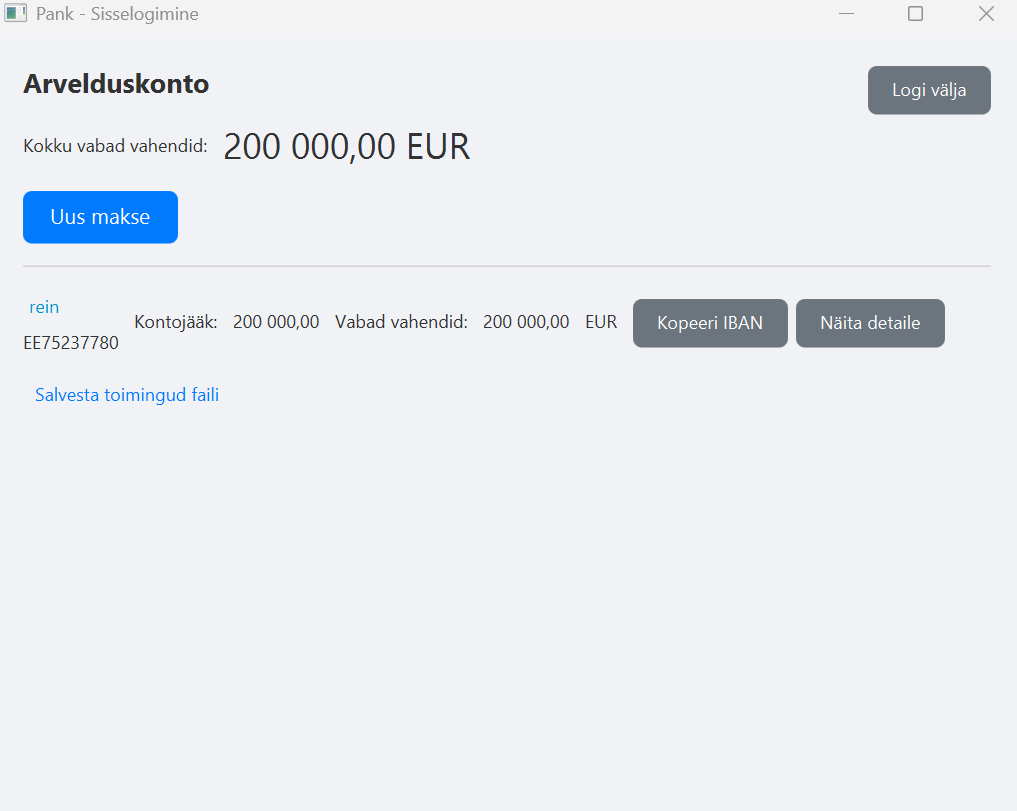 Pank - Sisselogimine
Arvelduskonto
Logi välja
Kokku vabad vahendid: 200 000,00 EUR
Uus makse
rein
EE75237780
Kontojääk: 200 000,00 Vabad vahendid: 200 000,00 EUR
Kopeeri IBAN
Näita detaile
Salvesta toimingud faili